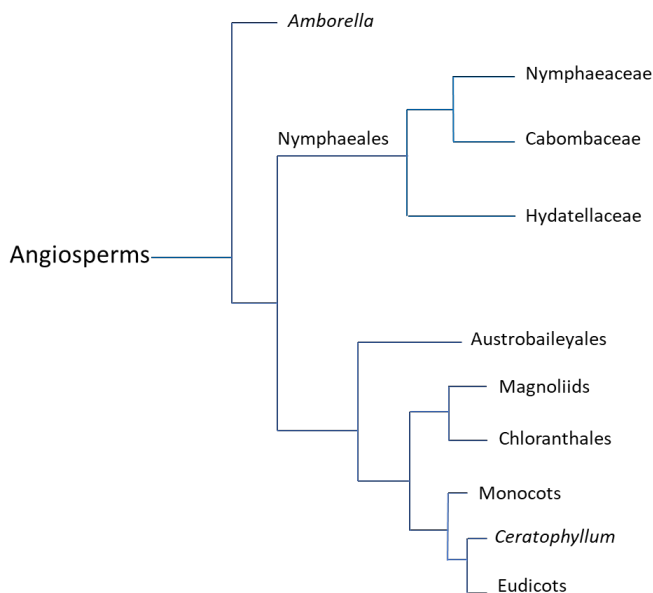 Amborella
Nymphaeaceae
Nymphaeales
Cabombaceae
Hydatellaceae
Angiosperms
Austrobaileyales
Magnoliids
Chloranthales
Monocots
Ceratophyllum
Eudicots